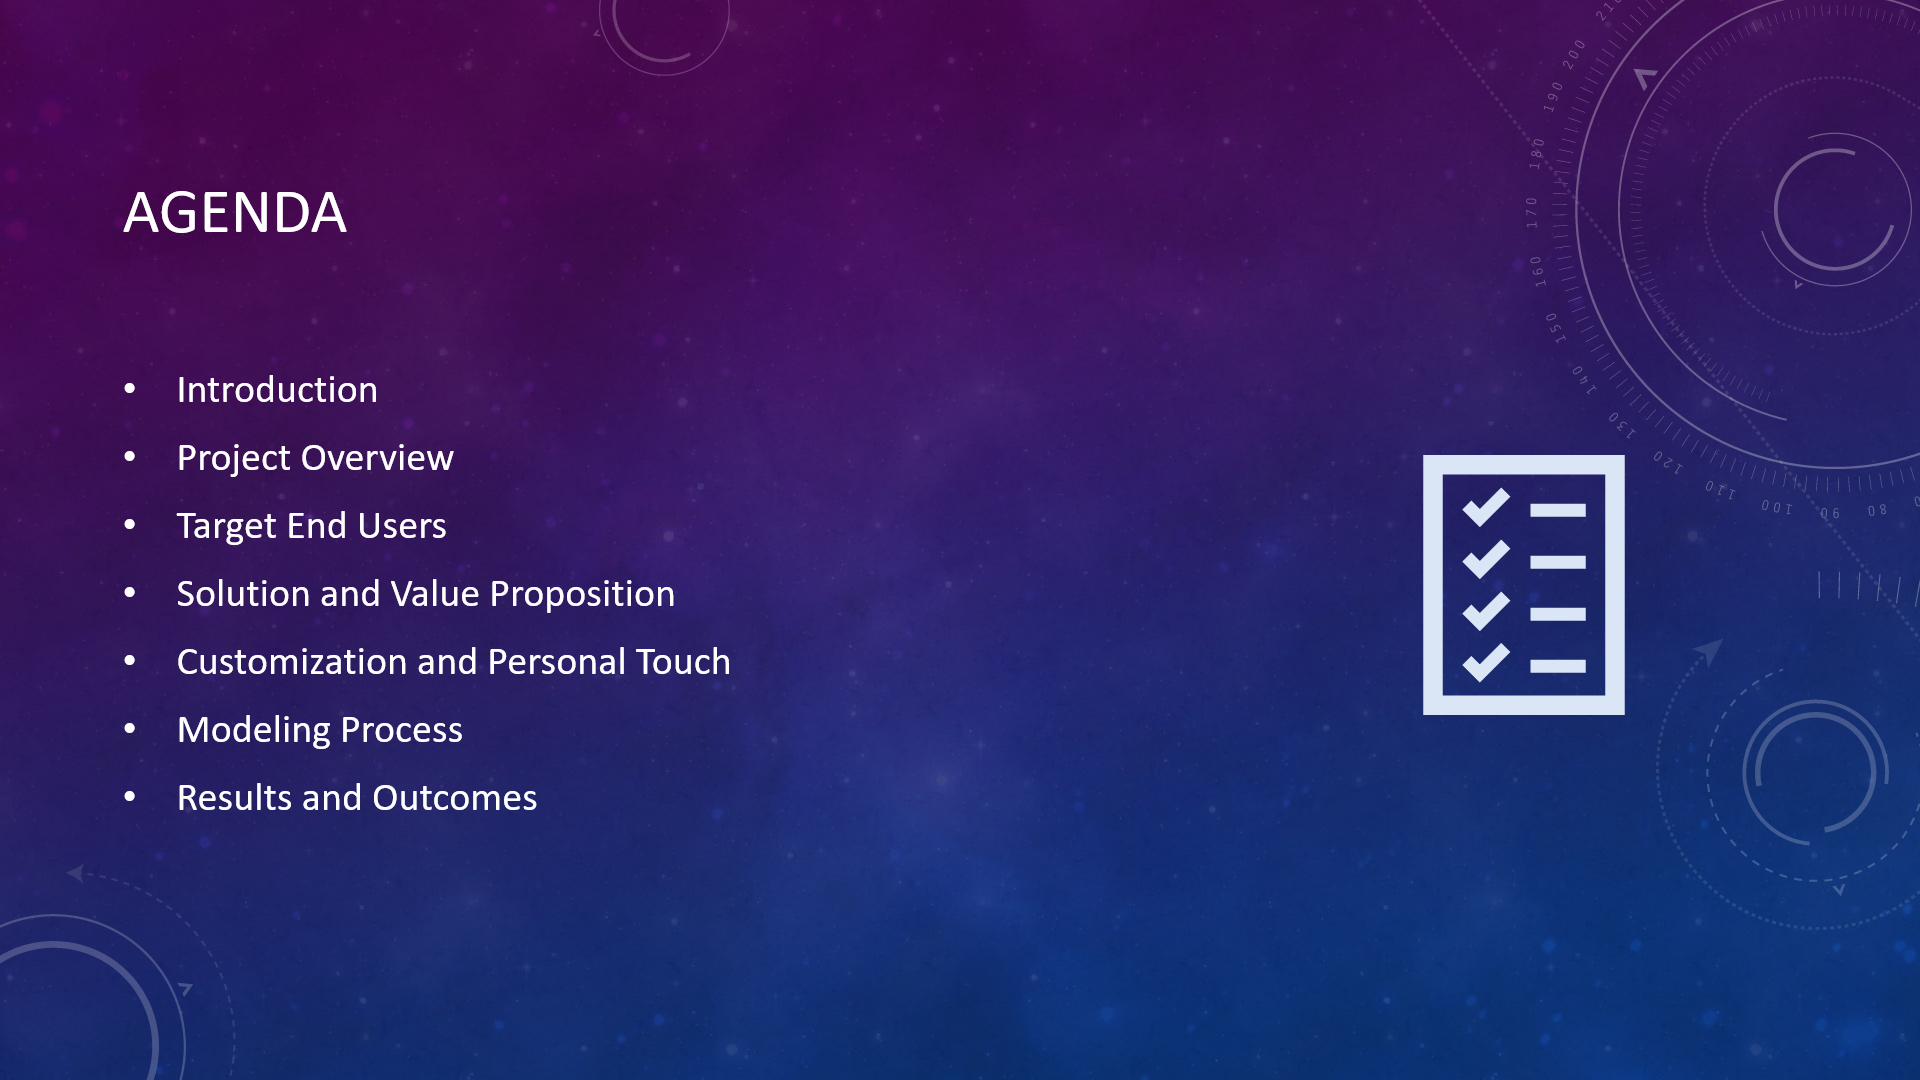 AGENDA
• Introduction
• Project Overview
• Target End Users
• Solution and Value Proposition
• Customization and Personal Touch
• Modeling Process
• Results and Outcomes
200
190
180
170
160
150
140
130
120
110
100
90
80